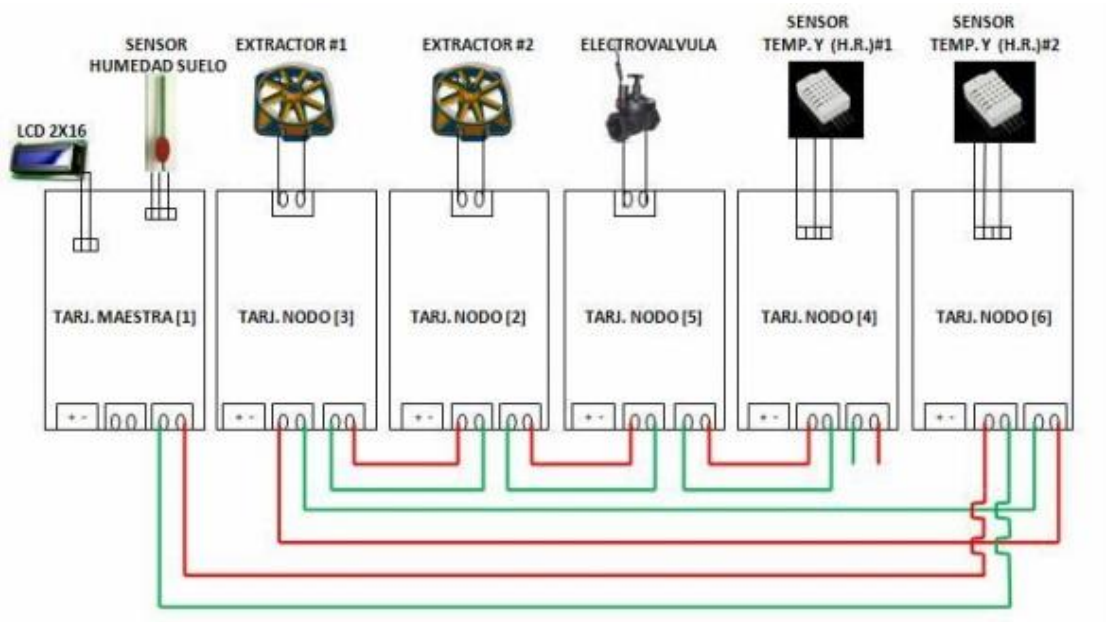 SENSOR
HUMEDAD SUELO
EXTRACTOR #1
EXTRACTOR #2
ELECTROVALVULA
SENSOR
TEMP. Y (H.R.)#1
SENSOR
TEMP. Y (H.R.)#2
LCD 2X16
TARJ. MAESTRA [1]
TARJ. NODO [3]
TARJ. NODO [2]
TARJ. NODO [5]
TARJ. NODO [4]
TARJ. NODO [6]
+ -
+ -
+ -
+ -
+ -
+ -